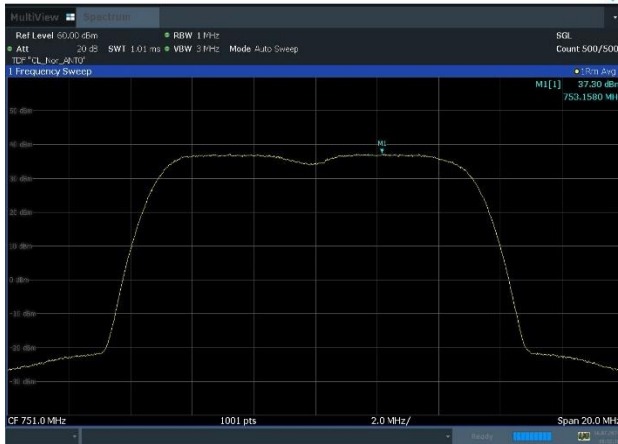 MultiView Spectrum
Ref Level 60.00 dBm RBW 1 MHz SGL
Att 20 dB SWT 1.01 ms VBW 3 MHz Mode Auto Sweep Count 500/500
TDF "CL_Nor_ANT0"
1 Frequency Sweep 1Rm Avg
M1[1] 37.30 dBm
753.1580 MH
50 dBm
40 dBm
M1
30 dBm
20 dBm
10 dBm
0 dBm
-10 dBm
-20 dBm
-30 dBm
CF 751.0 MHz 1001 pts 2.0 MHz/ Span 20.0 MHz
Ready